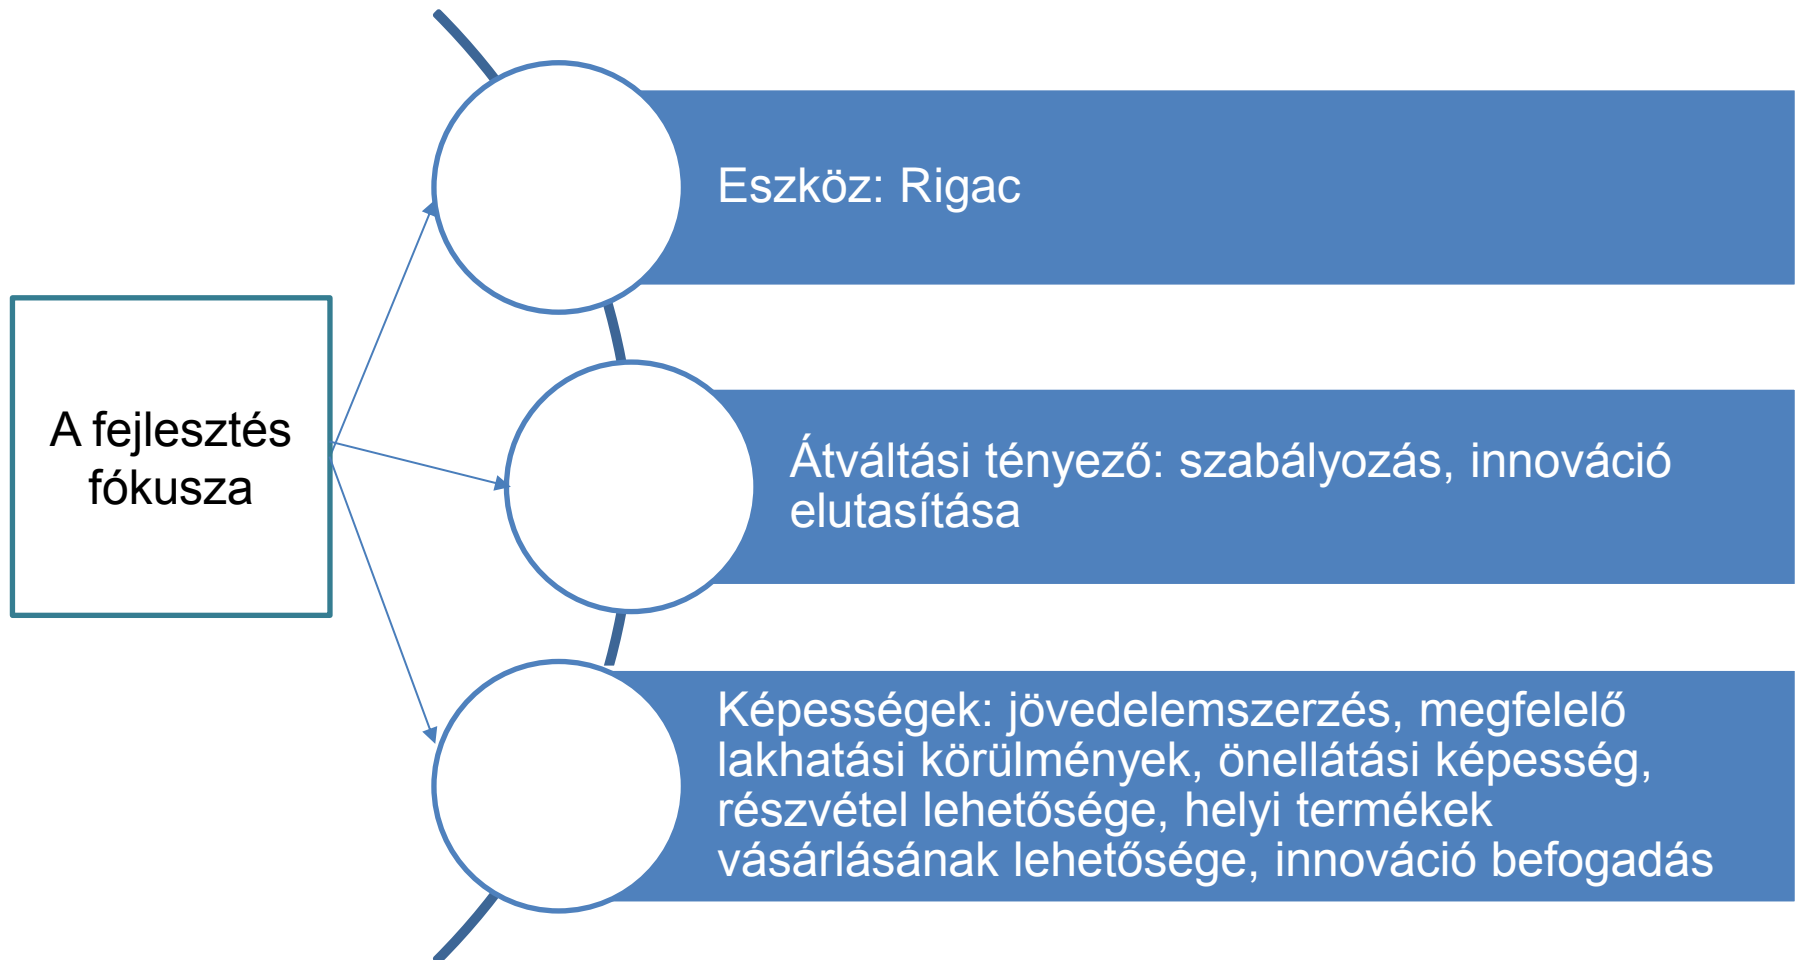 A fejlesztés
fókusza
Eszköz: Rigac
Átváltási tényező: szabályozás, innováció
elutasítása
Képességek: jövedelemszerzés, megfelelő
lakhatási körülmények, önellátási képesség,
részvétel lehetősége, helyi termékek
vásárlásának lehetősége, innováció befogadás